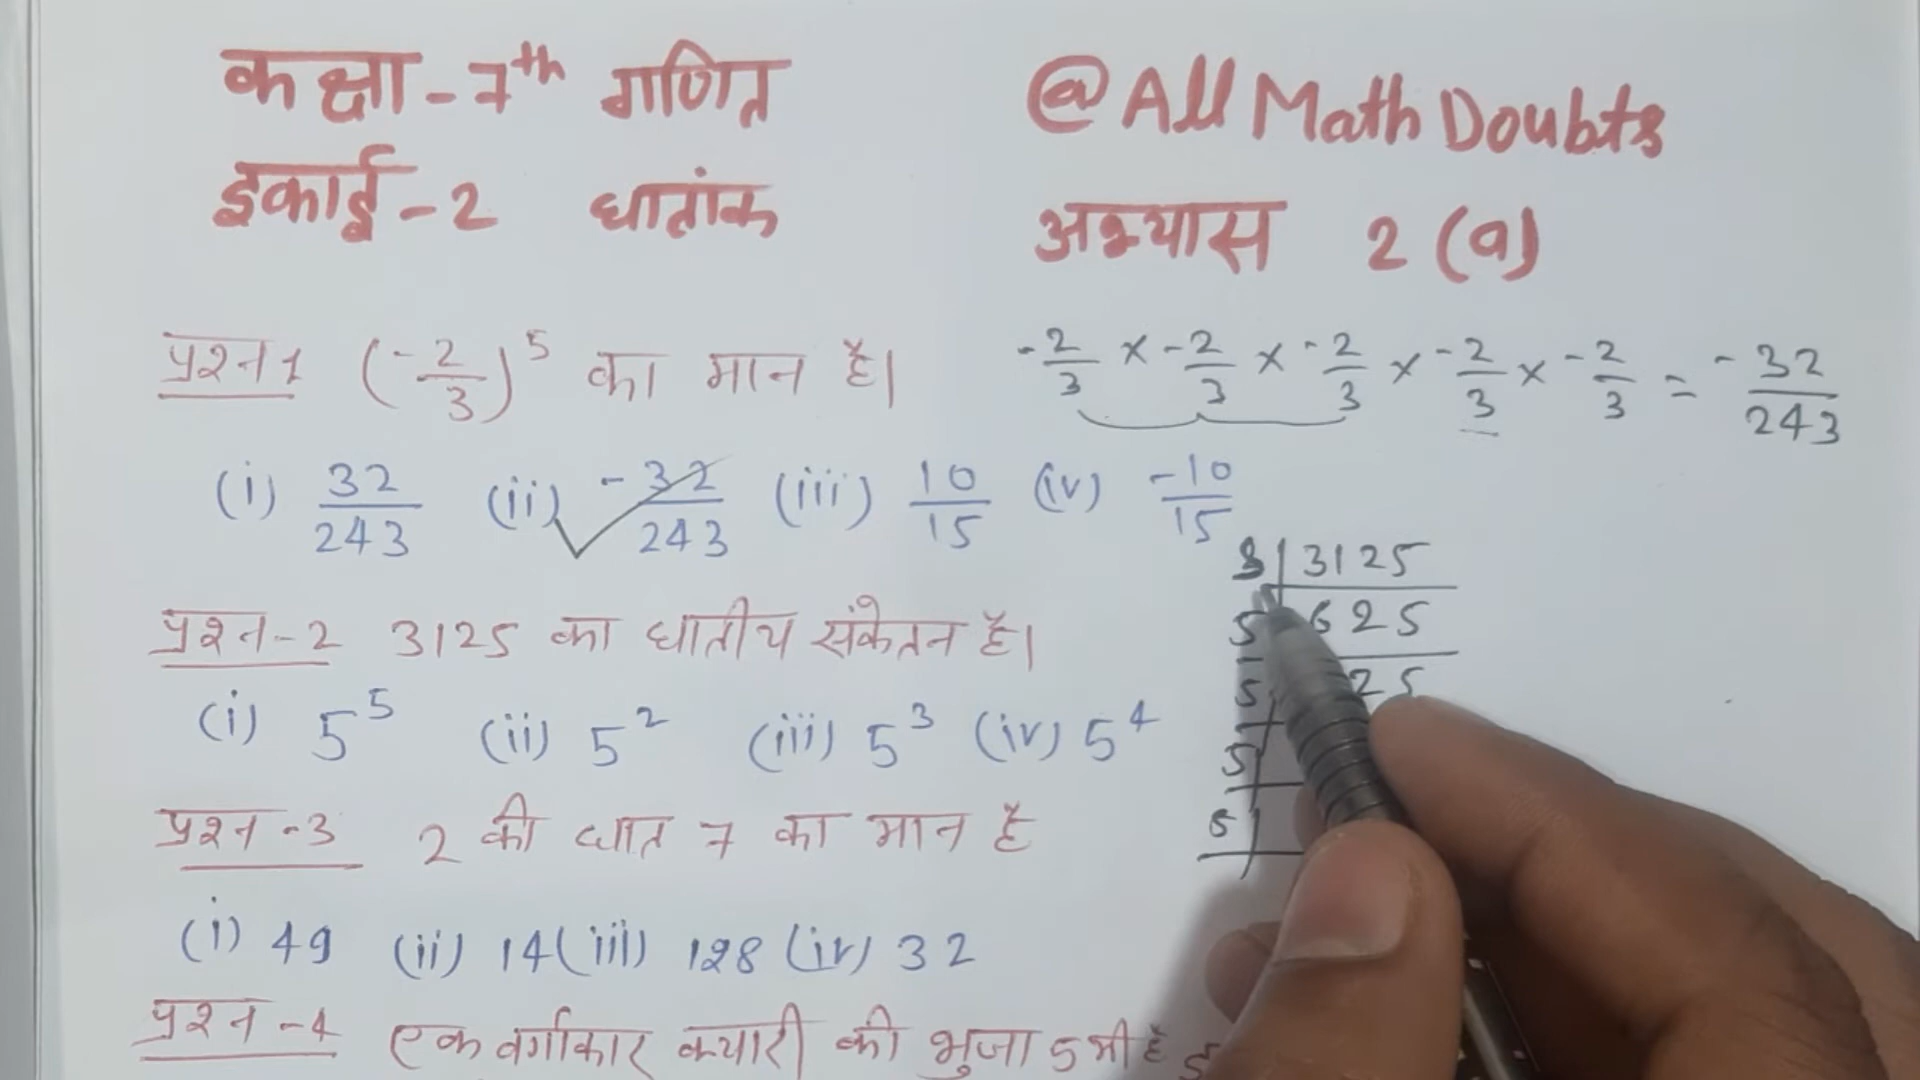 कक्षा - 7th गणित
@All Math Doubts
इकाई - 2 घातांक
अभ्यास 2 (a)
प्रश्न 1 (-2/3)^5 का मान है।
-2/3 × -2/3 × -2/3 × -2/3 × -2/3 = -32/243
(i) 32/243 (ii) -32/243 (iii) 10/15 (iv) -10/15
प्रश्न-2 3125 का घातीय संकेतन है।
(i) 5^5 (ii) 5^2 (iii) 5^3 (iv) 5^4
3125
5 625
5 25
5
5
प्रश्न-3 2 की घात 7 का मान है
(i) 49 (ii) 14 (iii) 128 (iv) 32
प्रश्न-4 एक वर्गाकार क्यारी की भुजा 5 मी है